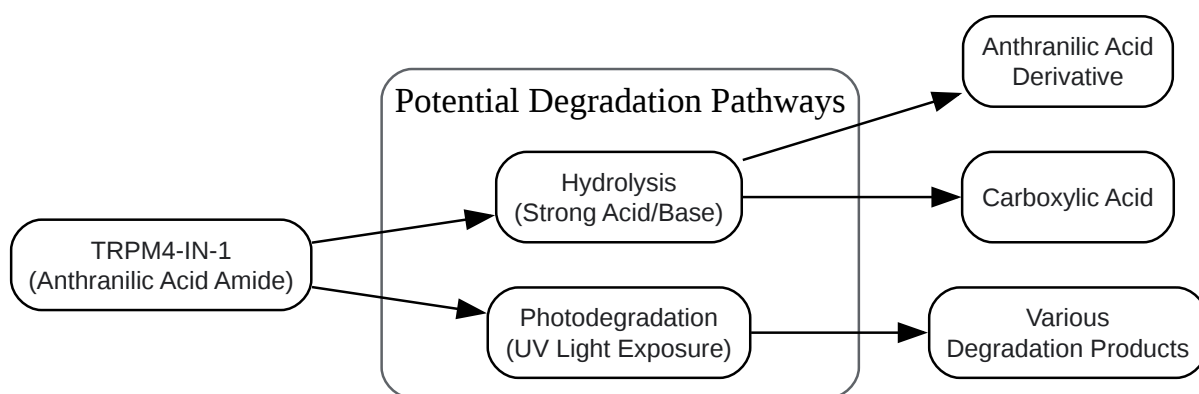 TRPM4-IN-1
(Anthranilic Acid Amide)
Potential Degradation Pathways
Hydrolysis
(Strong Acid/Base)
Photodegradation
(UV Light Exposure)
Anthranilic Acid
Derivative
Carboxylic Acid
Various
Degradation Products